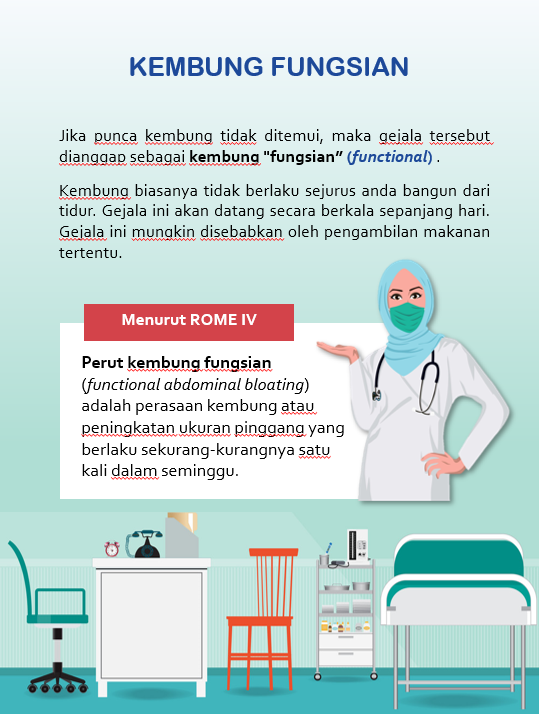 KEMBUNG FUNGSIAN
Jika punca kembung tidak ditemui, maka gejala tersebut
dianggap sebagai kembung "fungsian” (functional) .
Kembung biasanya tidak berlaku sejurus anda bangun dari
tidur. Gejala ini akan datang secara berkala sepanjang hari.
Gejala ini mungkin disebabkan oleh pengambilan makanan
tertentu.
Menurut ROME IV
Perut kembung fungsian
(functional abdominal bloating)
adalah perasaan kembung atau
peningkatan ukuran pinggang yang
berlaku sekurang-kurangnya satu
kali dalam seminggu.